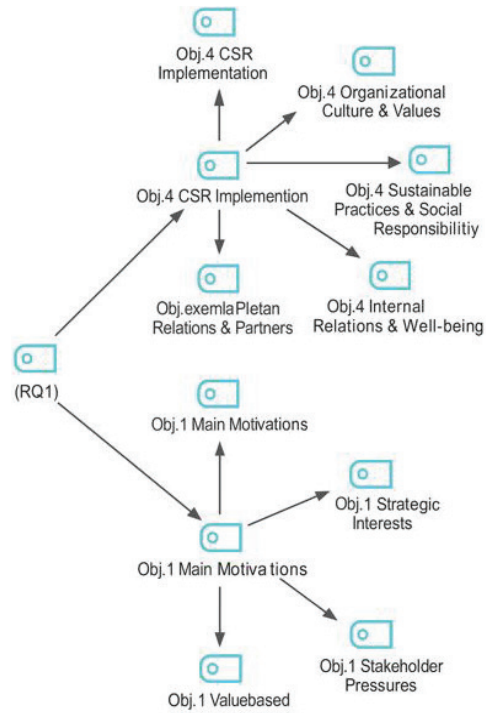 Obj.4 CSR
Implementation
Obj.4 Organizational
Culture & Values
Obj.4 CSR Implemention
Obj.4 Sustainable
Practices & Social
Responsibilitiy
Obj.exemlaPletan
Relations & Partners
Obj.4 Internal
Relations & Well-being
(RQ1)
Obj.1 Main Motivations
Obj.1 Strategic
Interests
Obj.1 Main Motivations
Obj.1 Stakeholder
Pressures
Obj.1 Valuebased